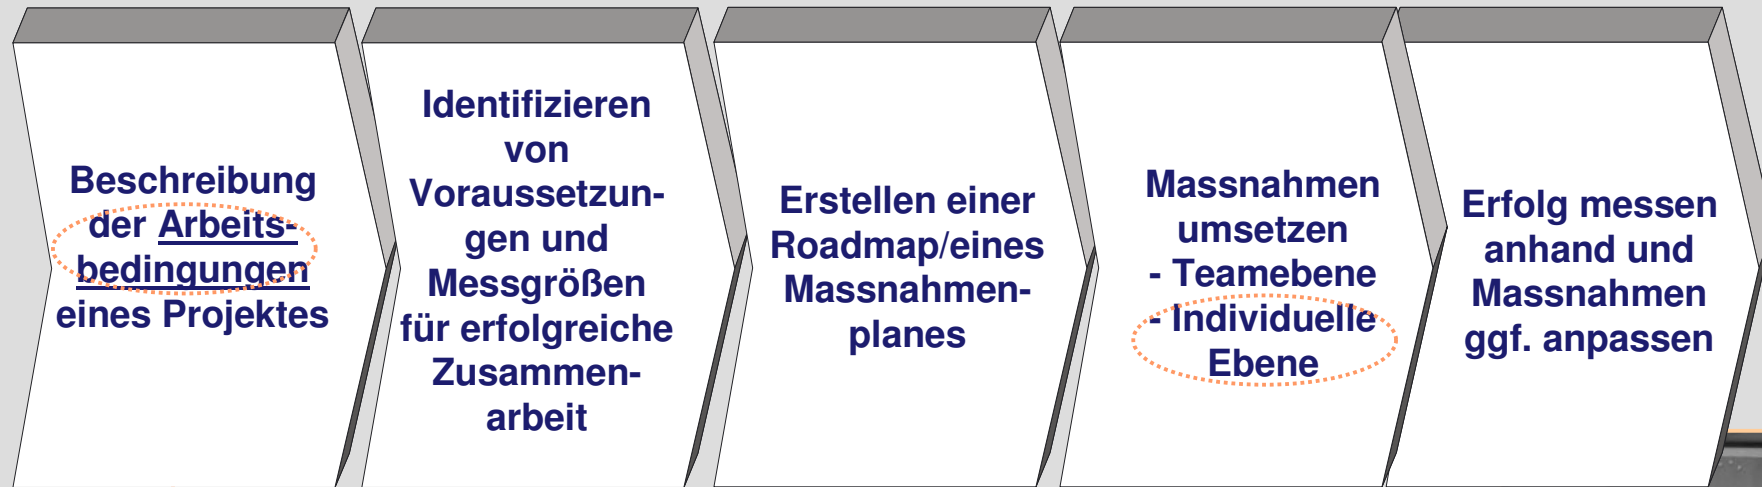 Beschreibung
der Arbeits-
bedingungen
eines Projektes
Identifizieren
von
Voraussetzun-
gen und
Messgrößen
für erfolgreiche
Zusammen-
arbeit
Erstellen einer
Roadmap/eines
Massnahmen-
planes
Massnahmen
umsetzen
- Teamebene
- Individuelle
Ebene
Erfolg messen
anhand und
Massnahmen
ggf. anpassen